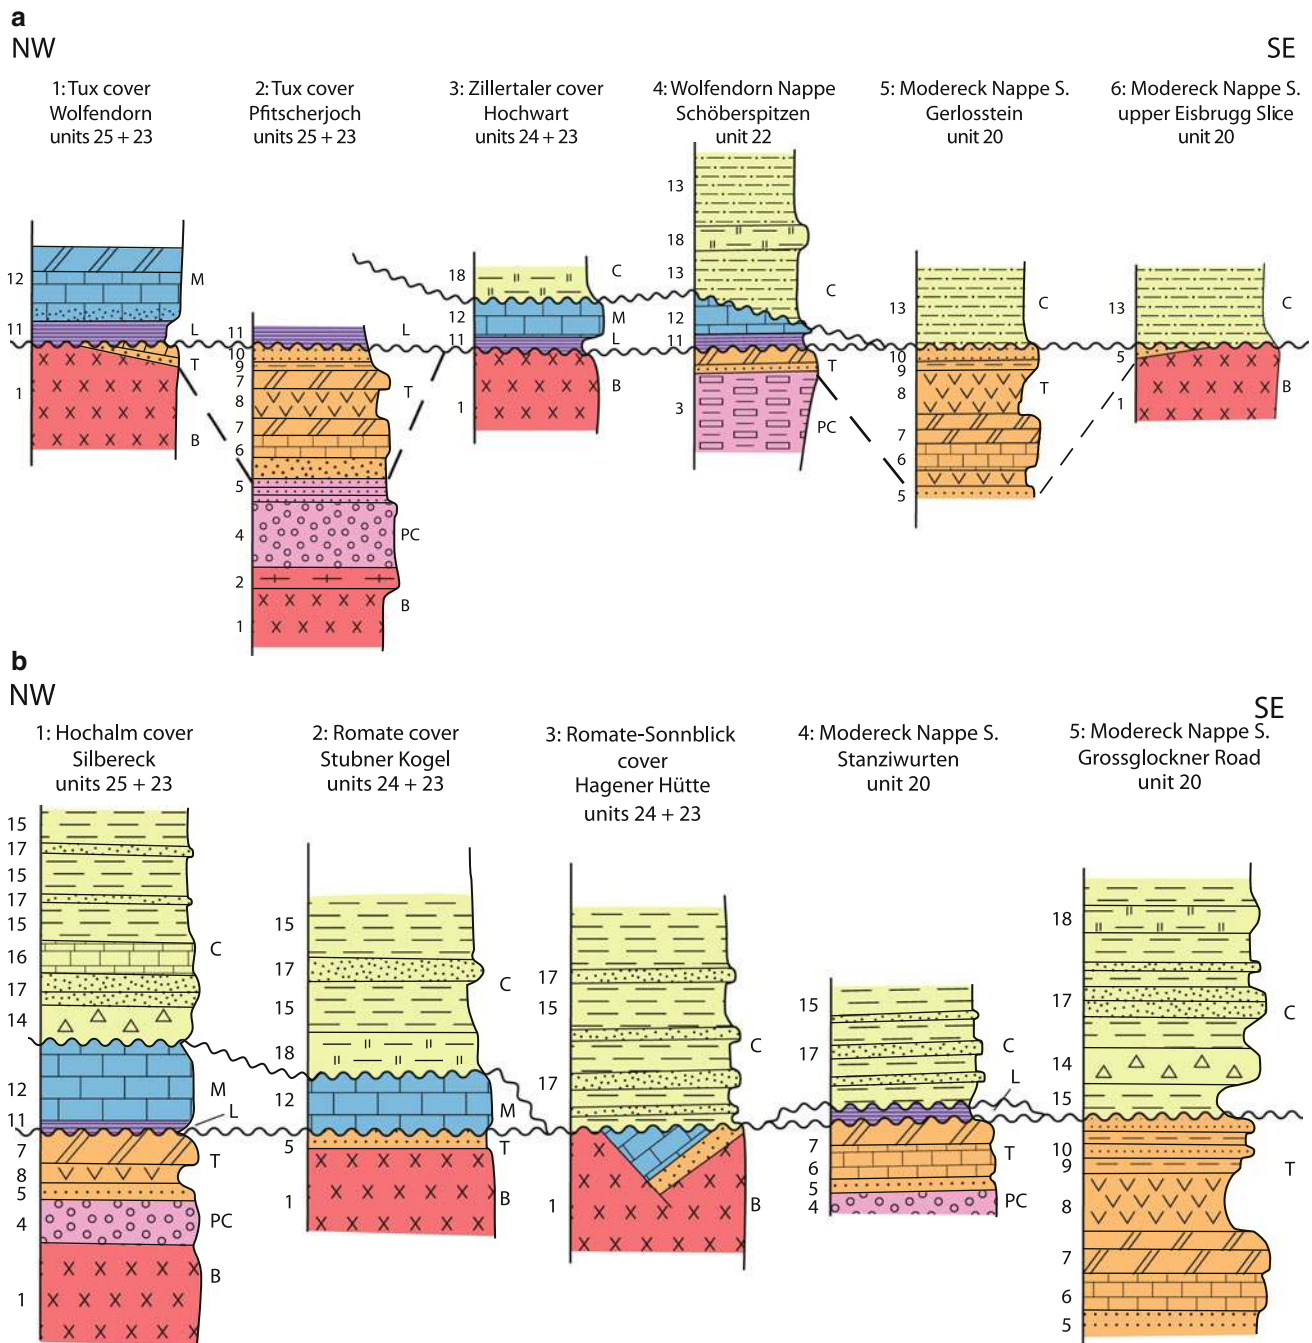 a
NW
SE
1: Tux cover
Wolfendorn
units 25 + 23
2: Tux cover
Pfitscherjoch
units 25 + 23
3: Zillertaler cover
Hochwart
units 24 + 23
4: Wolfendorn Nappe
Schöberspitzen
unit 22
5: Modereck Nappe S.
Gerlosstein
unit 20
6: Modereck Nappe S.
upper Eisbrugg Slice
unit 20
12
11
1
M
L
T
B
11
10
9
7
8
7
6
5
4
2
1
L
T
PC
B
18
12
11
1
C
M
L
B
13
18
13
12
11
3
C
T
PC
13
10
9
8
7
6
5
C
T
13
5
1
C
B
b
NW
SE
1: Hochalm cover
Silbereck
units 25 + 23
2: Romate cover
Stubner Kogel
units 24 + 23
3: Romate-Sonnblick
cover
Hagener Hütte
units 24 + 23
4: Modereck Nappe S.
Stanziwurten
unit 20
5: Modereck Nappe S.
Grossglockner Road
unit 20
15
17
15
17
15
16
17
14
12
11
7
8
5
4
1
C
M
L
T
PC
B
15
17
15
18
12
5
1
C
M
T
B
17
15
17
1
C
B
15
17
7
6
5
4
C
L
T
PC
18
17
14
15
10
9
8
7
6
5
C
T